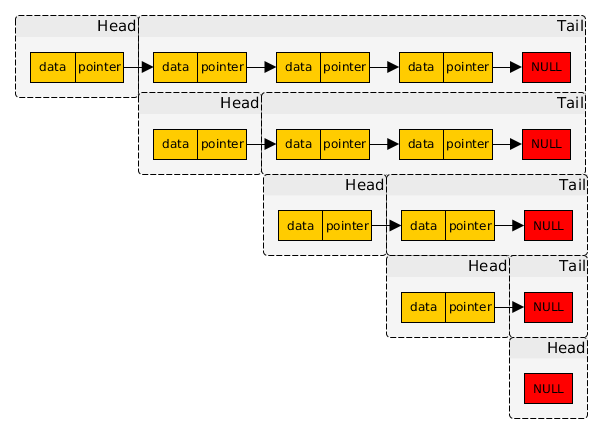 Head Tail
data pointer data pointer data pointer data pointer NULL
Head Tail
data pointer data pointer data pointer NULL
Head Tail
data pointer data pointer NULL
Head Tail
data pointer NULL
Head
NULL